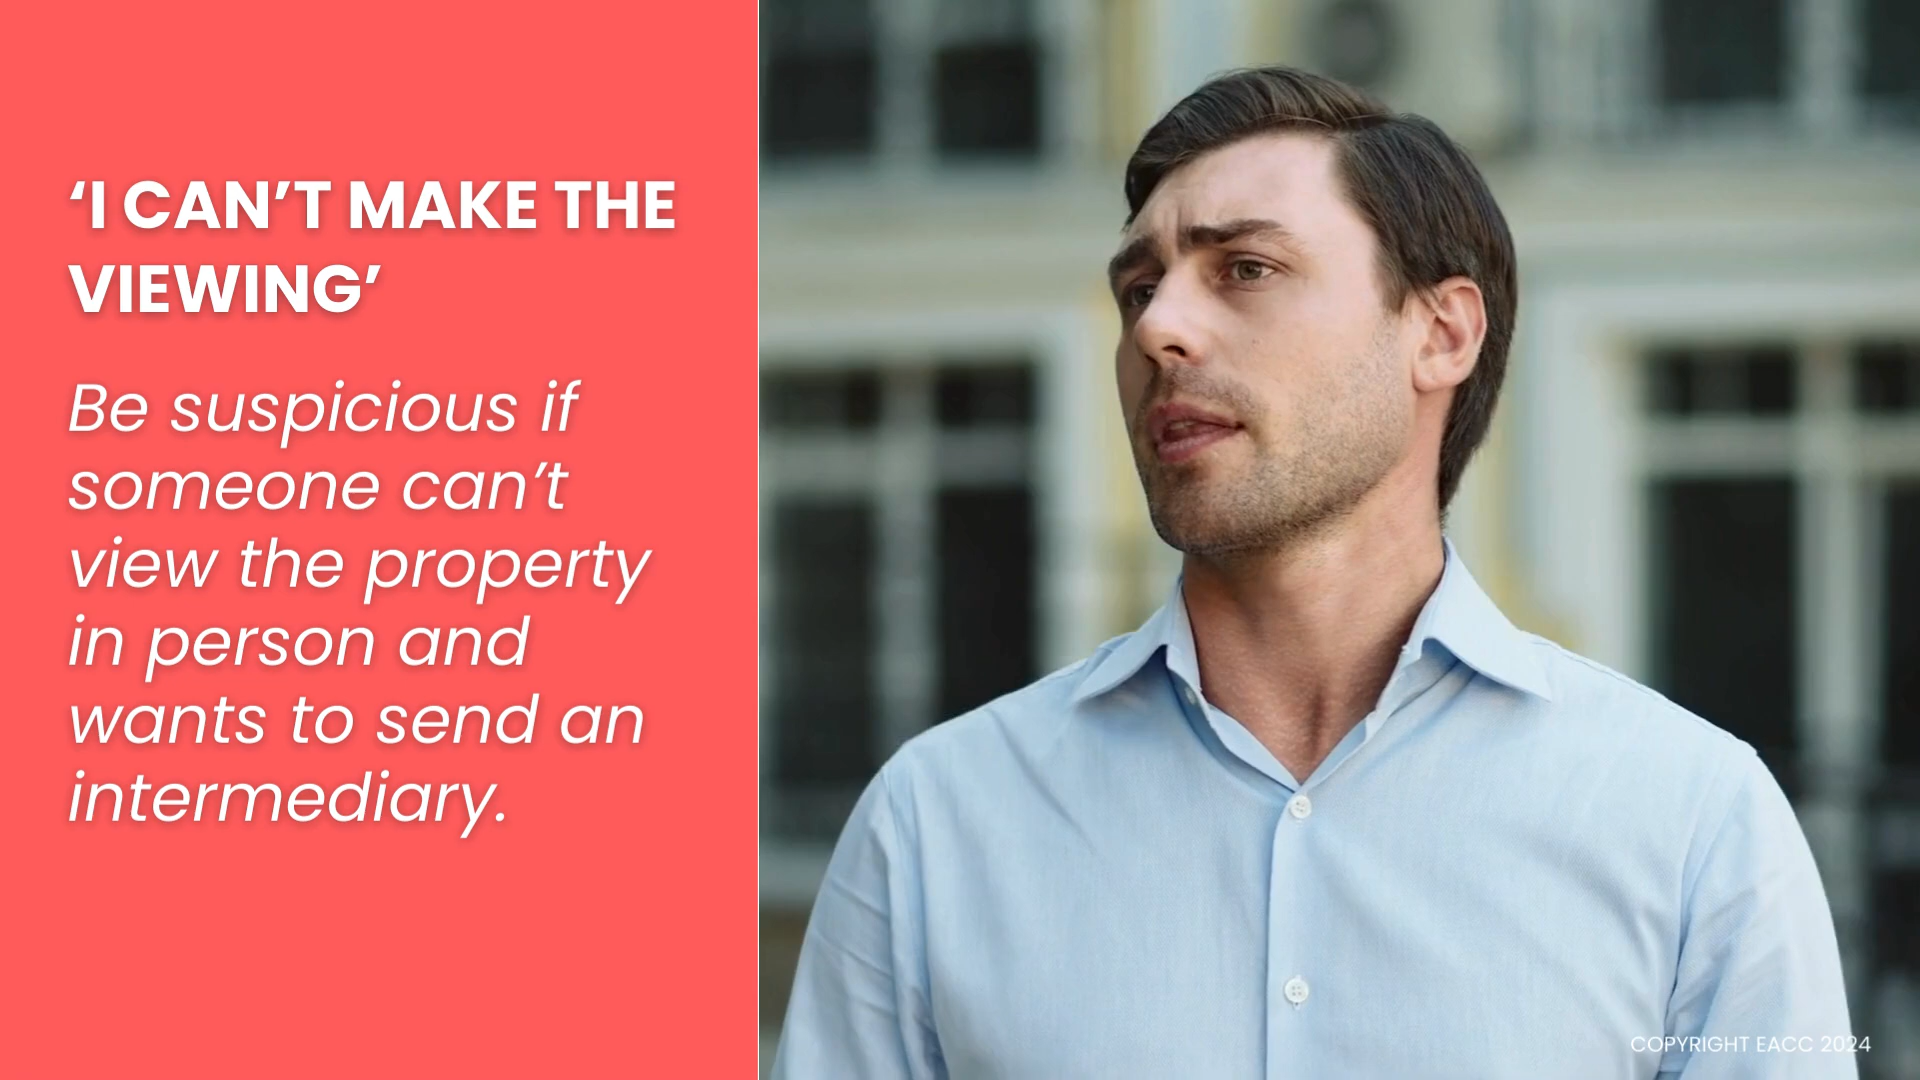 ‘I CAN’T MAKE THE
VIEWING’
Be suspicious if
someone can’t
view the property
in person and
wants to send an
intermediary.
COPYRIGHT EACC 2024